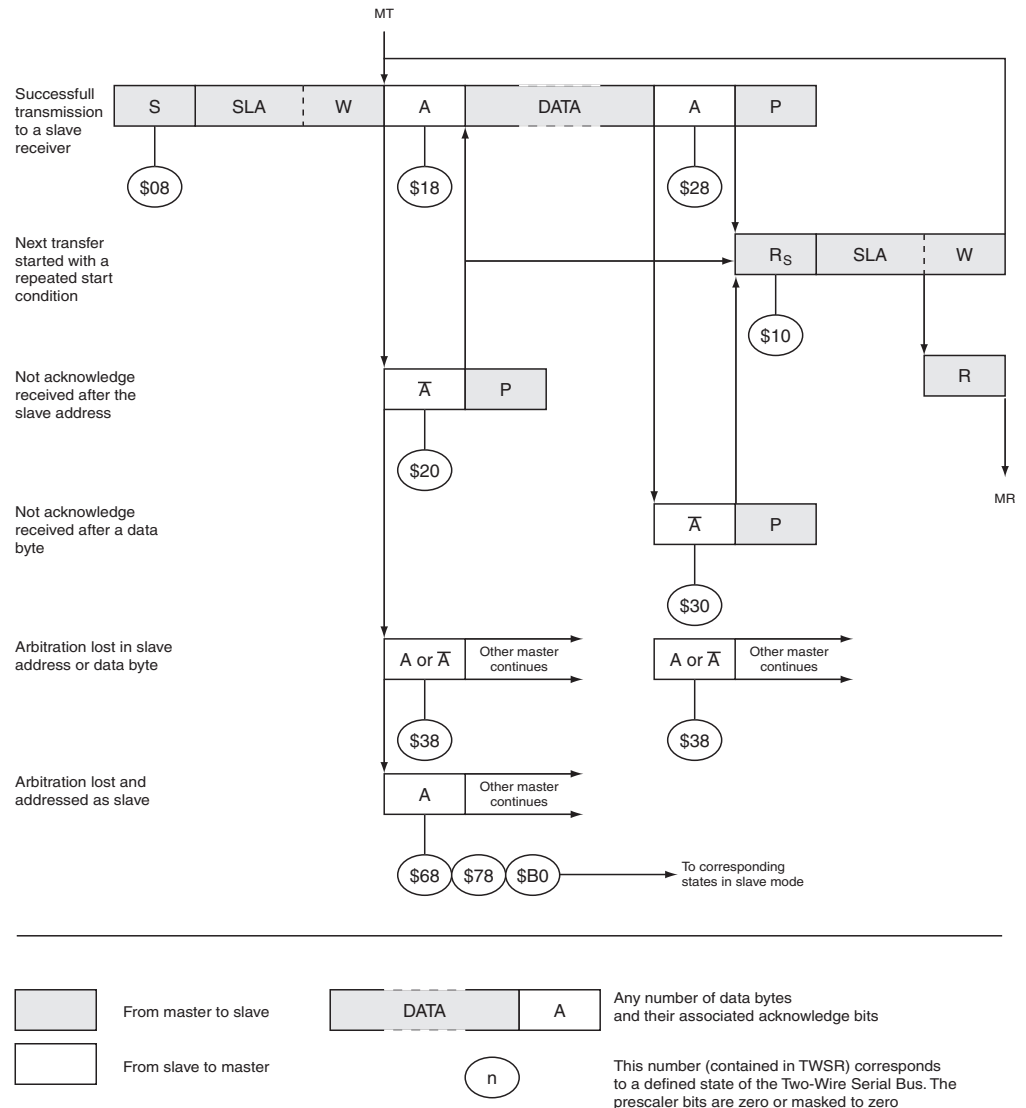 MT
Successfull
transmission
to a slave
receiver
S SLA W A DATA A P
$08 $18 $28
Next transfer
started with a
repeated start
condition
RS SLA W
$10
Not acknowledge
received after the
slave address
A̅ P
R
$20
MR
Not acknowledge
received after a data
byte
A̅ P
$30
Arbitration lost in slave
address or data byte
A or A̅ Other master
continues
A or A̅ Other master
continues
$38 $38
Arbitration lost and
addressed as slave
A Other master
continues
$68 $78 $B0
To corresponding
states in slave mode
From master to slave
DATA A
Any number of data bytes
and their associated acknowledge bits
From slave to master
n
This number (contained in TWSR) corresponds
to a defined state of the Two-Wire Serial Bus. The
prescaler bits are zero or masked to zero